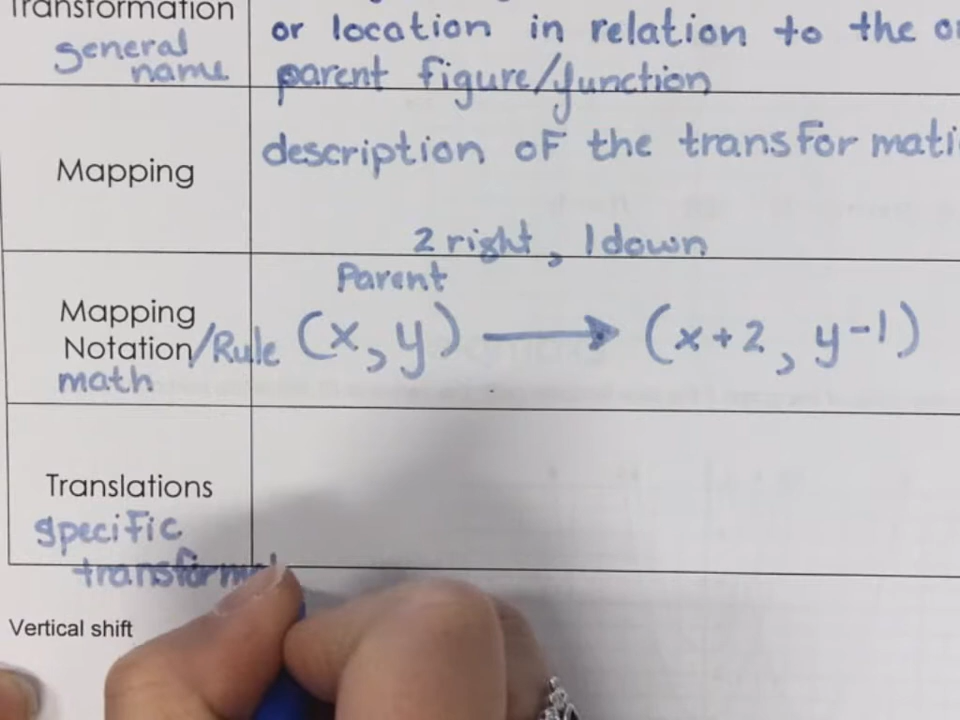 Transformation
general
name
or location in relation to the
parent figure/function
Mapping
description of the
2 right, 1 down
Parent
Mapping
Notation/Rule
math
(x, y) → (x+2, y-1)
Translations
specific
Vertical shift